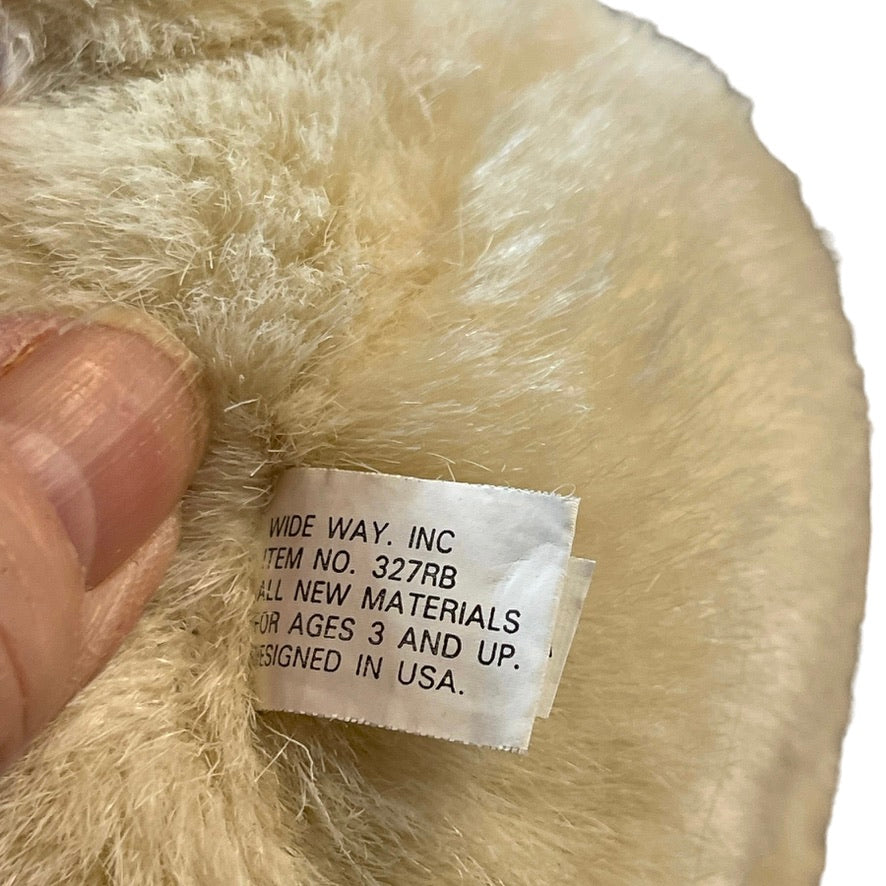 WIDE WAY. INC
ITEM NO. 327RB
ALL NEW MATERIALS
FOR AGES 3 AND UP.
DESIGNED IN USA.